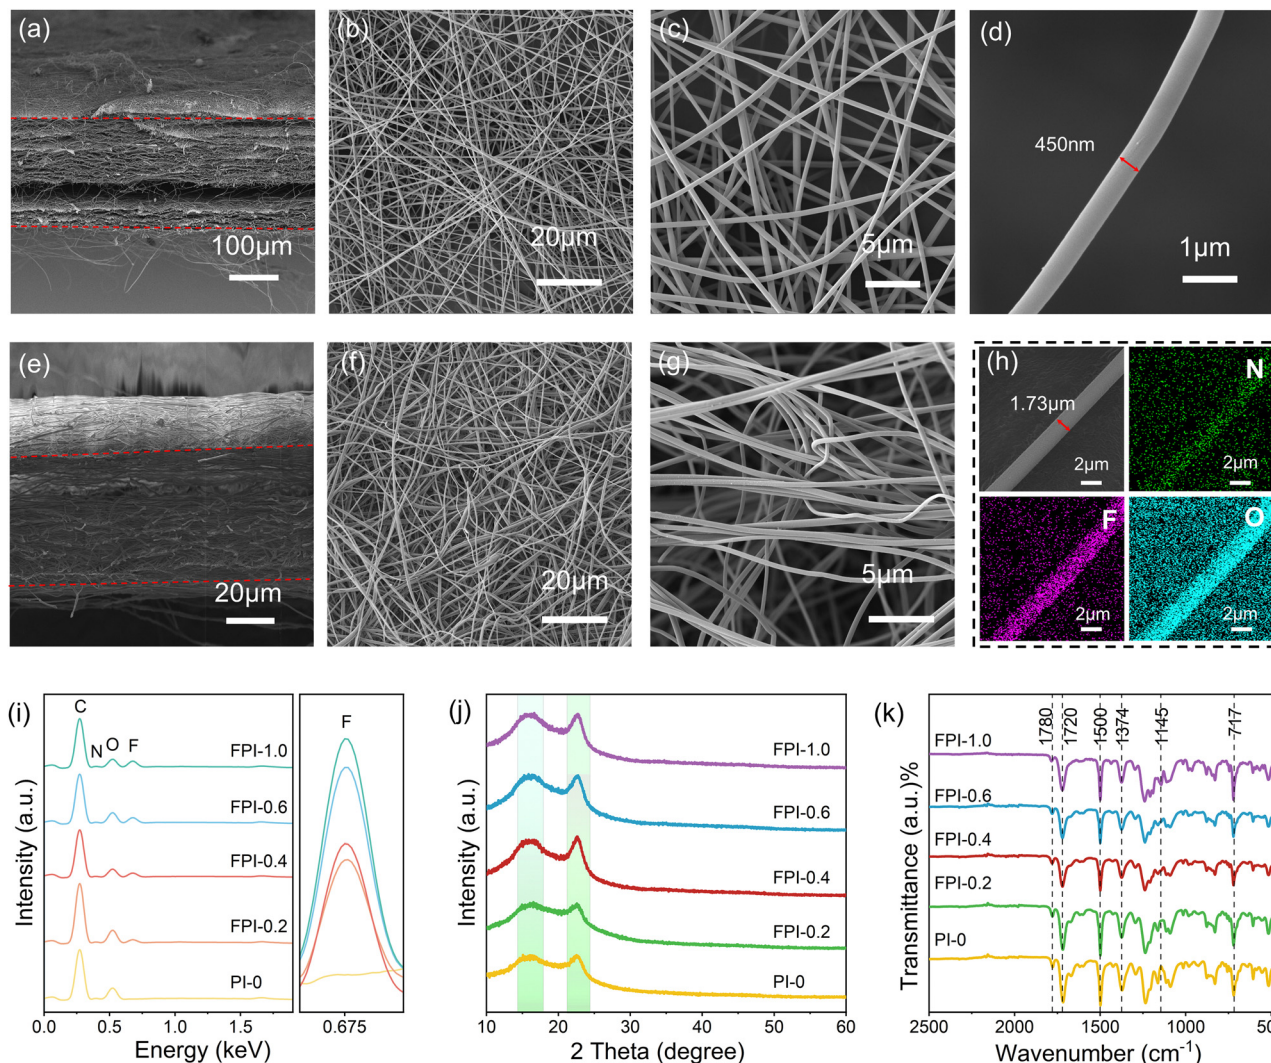 (a)
100μm
(b)
20μm
(c)
5μm
(d)
450nm
1μm
(e)
20μm
(f)
20μm
(g)
5μm
(h)
1.73μm
2μm
N
2μm
F
2μm
O
2μm
(i)
Intensity (a.u.)
C
N O F
FPI-1.0
FPI-0.6
FPI-0.4
FPI-0.2
PI-0
0.0 0.5 1.0 1.5
Energy (keV)
F
0.675
(j)
Intensity (a.u.)
FPI-1.0
FPI-0.6
FPI-0.4
FPI-0.2
PI-0
10 20 30 40 50 60
2 Theta (degree)
(k)
Transmittance (a.u.)%
1780 1720 1500 1374 1145 717
FPI-1.0
FPI-0.6
FPI-0.4
FPI-0.2
PI-0
2500 2000 1500 1000 500
Wavenumber (cm⁻¹)